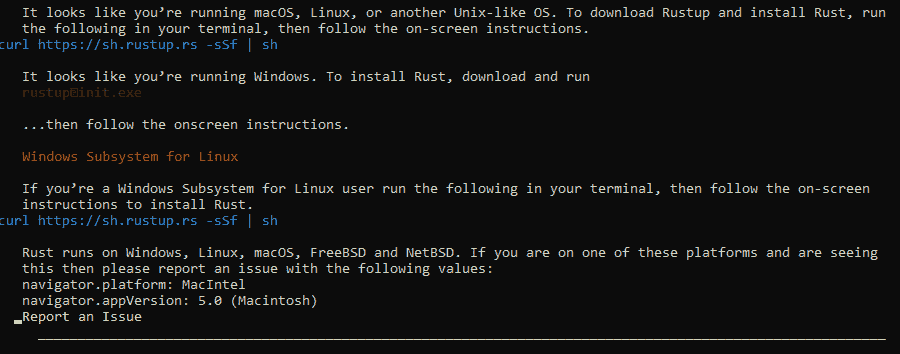 It looks like you’re running macOS, Linux, or another Unix-like OS. To download Rustup and install Rust, run
the following in your terminal, then follow the on-screen instructions.
curl https://sh.rustup.rs -sSf | sh
It looks like you’re running Windows. To install Rust, download and run
rustup⍰init.exe
...then follow the onscreen instructions.
Windows Subsystem for Linux
If you’re a Windows Subsystem for Linux user run the following in your terminal, then follow the on-screen
instructions to install Rust.
curl https://sh.rustup.rs -sSf | sh
Rust runs on Windows, Linux, macOS, FreeBSD and NetBSD. If you are on one of these platforms and are seeing
this then please report an issue with the following values:
navigator.platform: MacIntel
navigator.appVersion: 5.0 (Macintosh)
Report an Issue